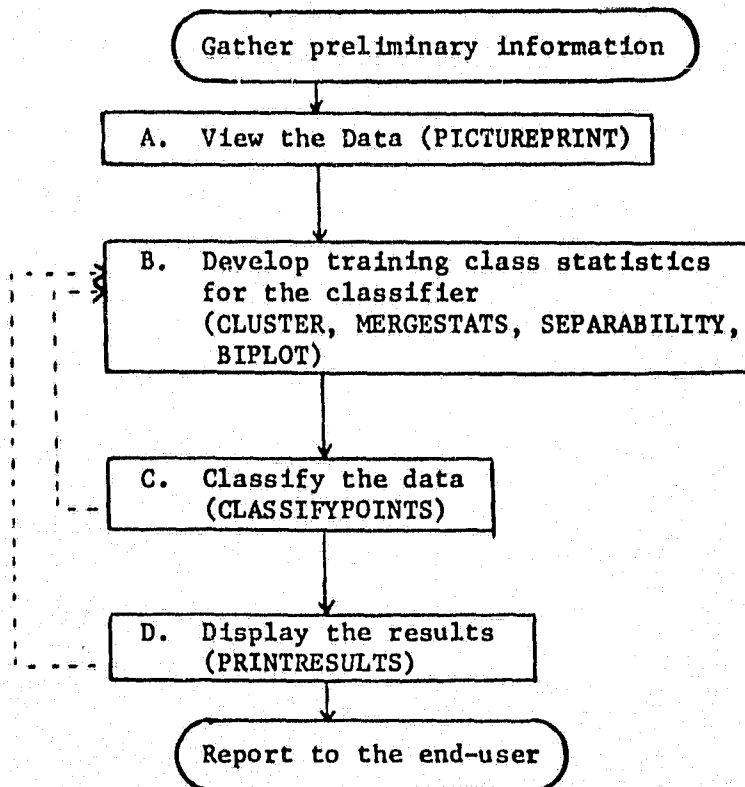 Gather preliminary information
A. View the Data (PICTUREPRINT)
B. Develop training class statistics
for the classifier
(CLUSTER, MERGESTATS, SEPARABILITY,
BIPLOT)
C. Classify the data
(CLASSIFYPOINTS)
D. Display the results
(PRINTRESULTS)
Report to the end-user